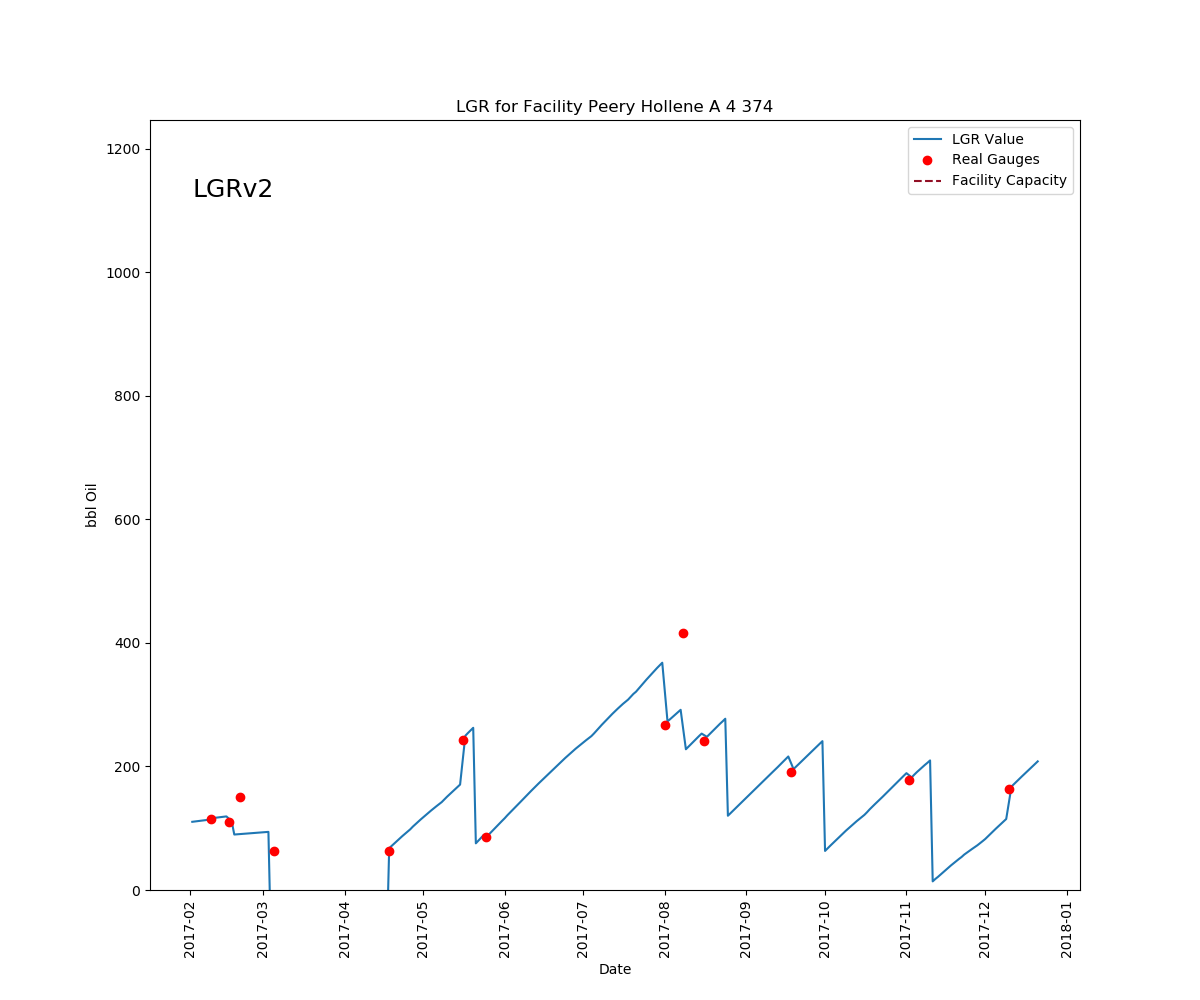 LGR for Facility Peery Hollene A 4 374
LGR Value
Real Gauges
Facility Capacity
LGRv2
1200
1000
800
600
400
200
0
bbl Oil
2017-02
2017-03
2017-04
2017-05
2017-06
2017-07
2017-08
2017-09
2017-10
2017-11
2017-12
2018-01
Date